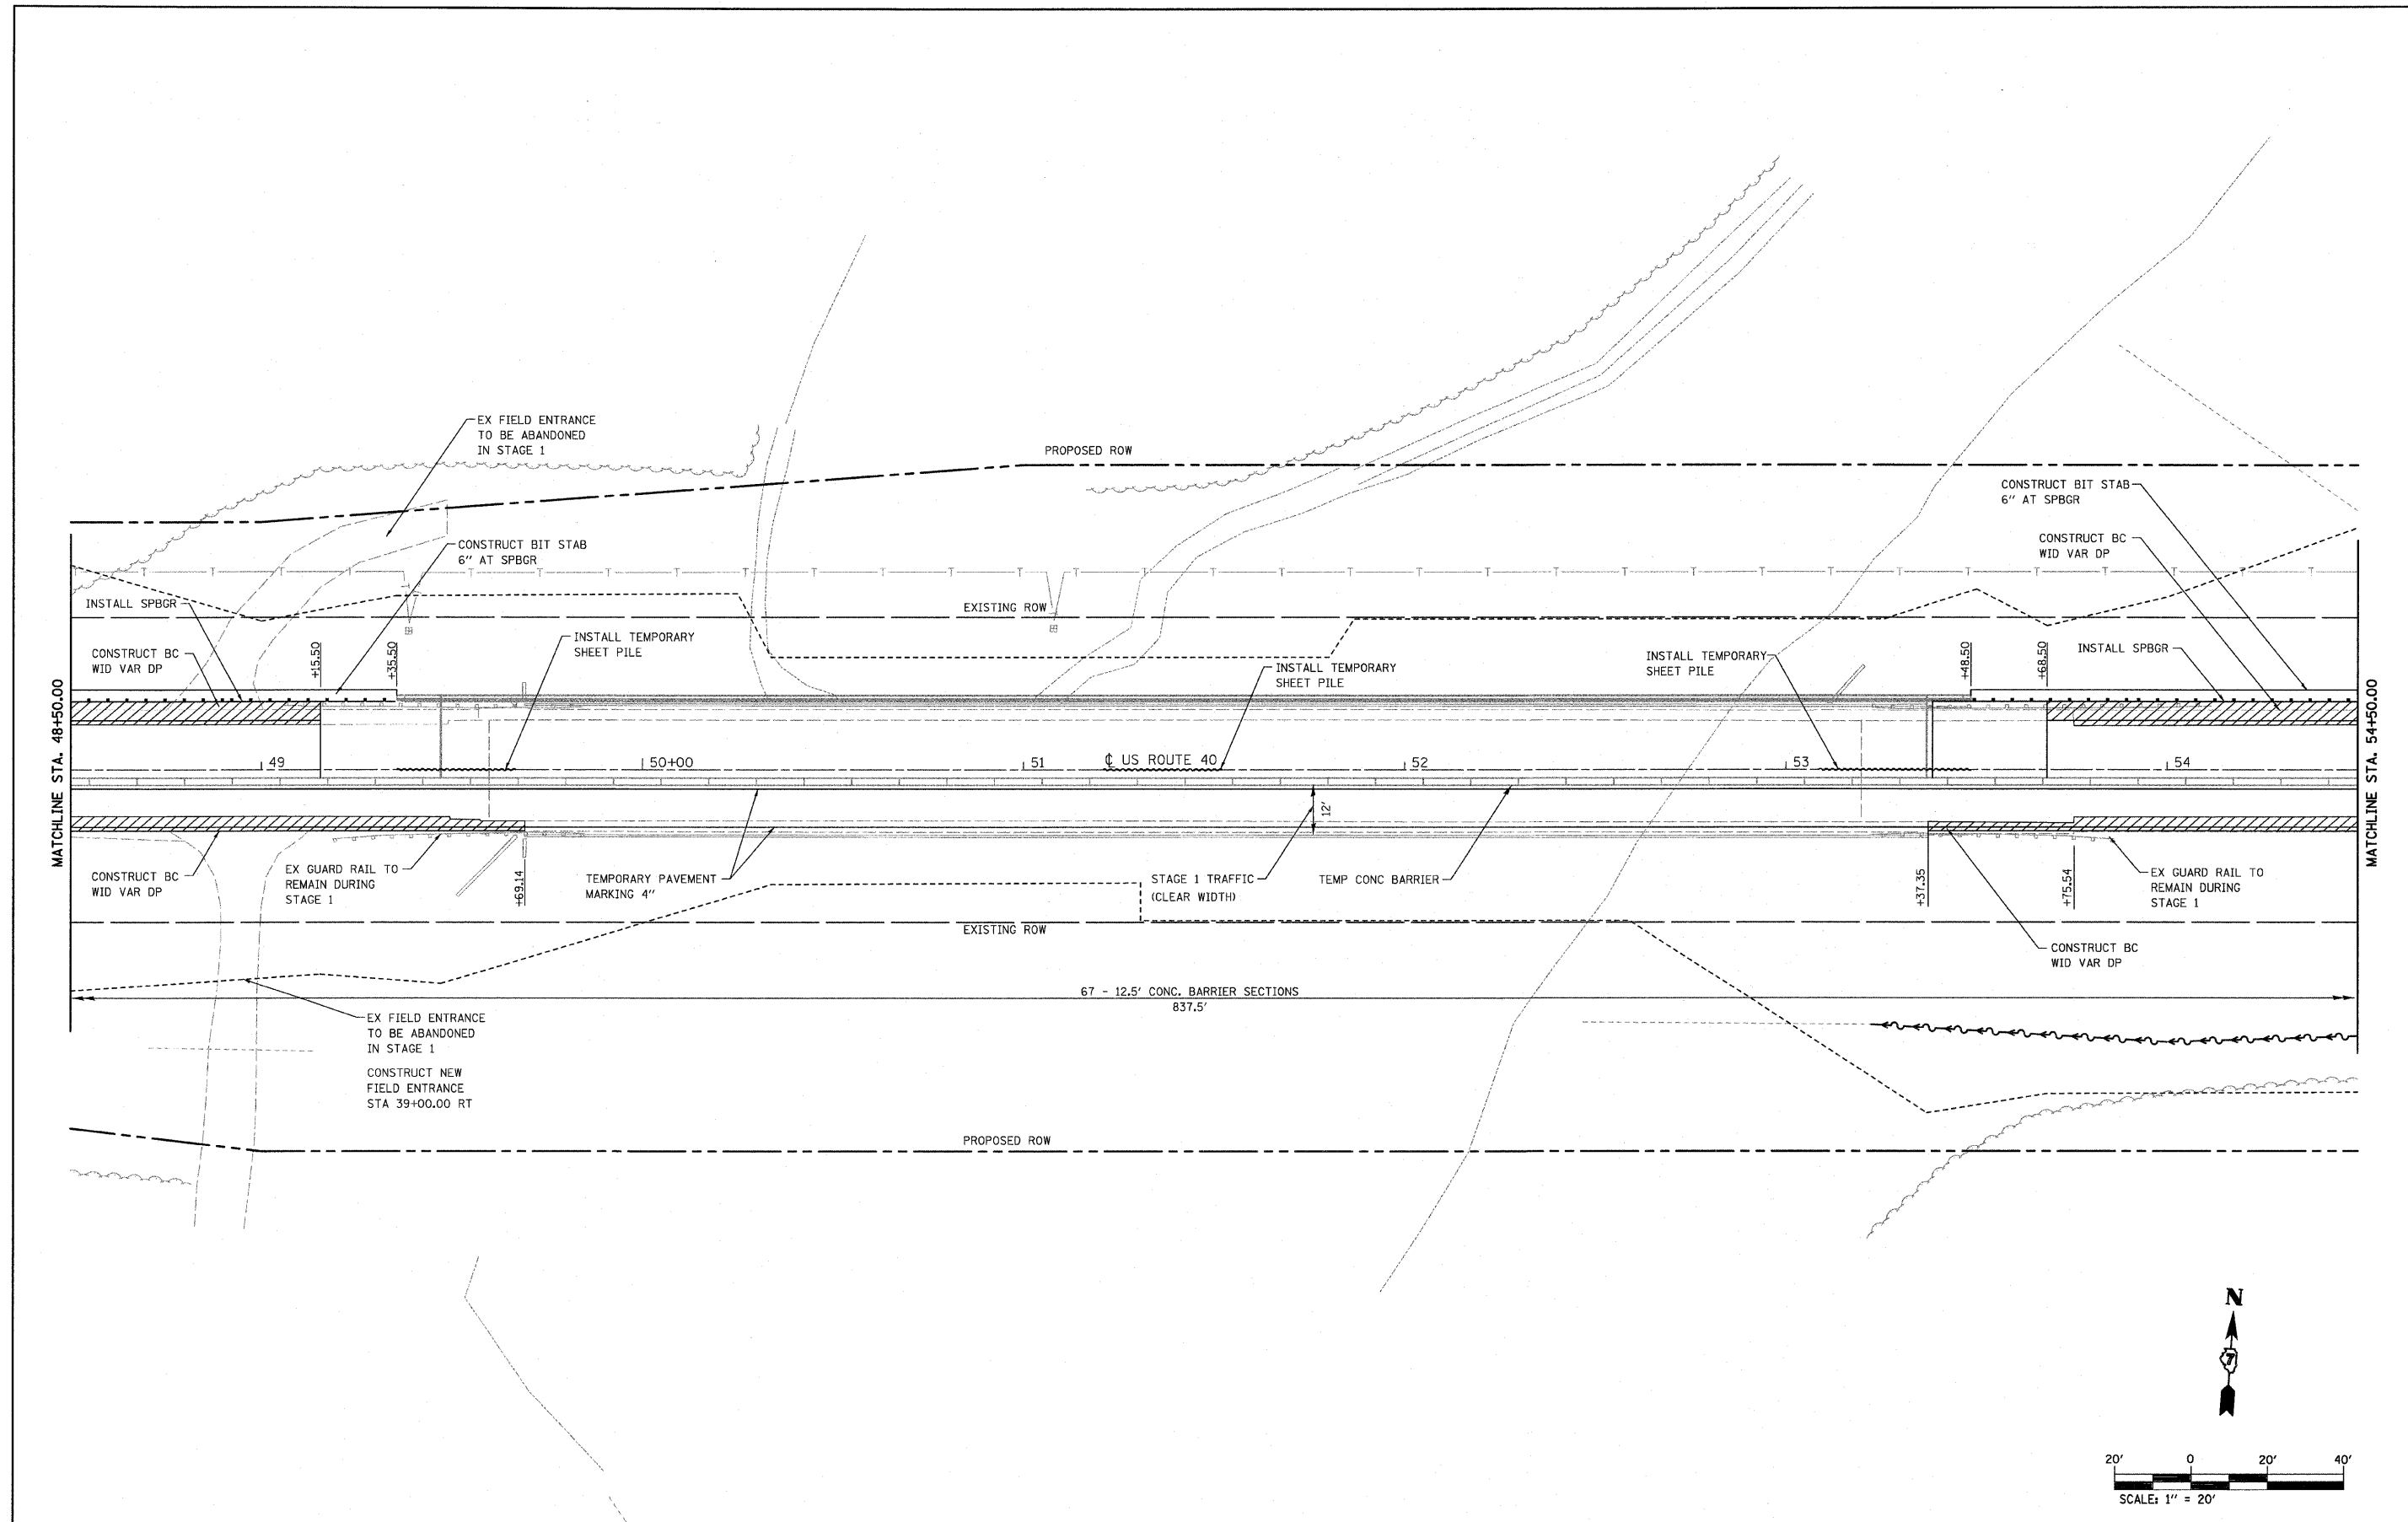 EX FIELD ENTRANCE
TO BE ABANDONED
IN STAGE 1
PROPOSED ROW
CONSTRUCT BIT STAB
6" AT SPBGR
CONSTRUCT BIT STAB
6" AT SPBGR
CONSTRUCT BC
WID VAR DP
INSTALL SPBGR
EXISTING ROW
CONSTRUCT BC
WID VAR DP
+15.50
+35.50
INSTALL TEMPORARY
SHEET PILE
INSTALL TEMPORARY
SHEET PILE
INSTALL TEMPORARY
SHEET PILE
+48.50
+68.50
INSTALL SPBGR
MATCHLINE STA. 48+50.00
MATCHLINE STA. 54+50.00
49
50+00
51
℄ US ROUTE 40
52
53
54
12'
CONSTRUCT BC
WID VAR DP
EX GUARD RAIL TO
REMAIN DURING
STAGE 1
+69.14
TEMPORARY PAVEMENT
MARKING 4"
STAGE 1 TRAFFIC
(CLEAR WIDTH)
TEMP CONC BARRIER
+37.35
+75.54
EX GUARD RAIL TO
REMAIN DURING
STAGE 1
EXISTING ROW
CONSTRUCT BC
WID VAR DP
67 - 12.5' CONC. BARRIER SECTIONS
837.5'
EX FIELD ENTRANCE
TO BE ABANDONED
IN STAGE 1
CONSTRUCT NEW
FIELD ENTRANCE
STA 39+00.00 RT
PROPOSED ROW
N
7
20' 0 20' 40'
SCALE: 1" = 20'